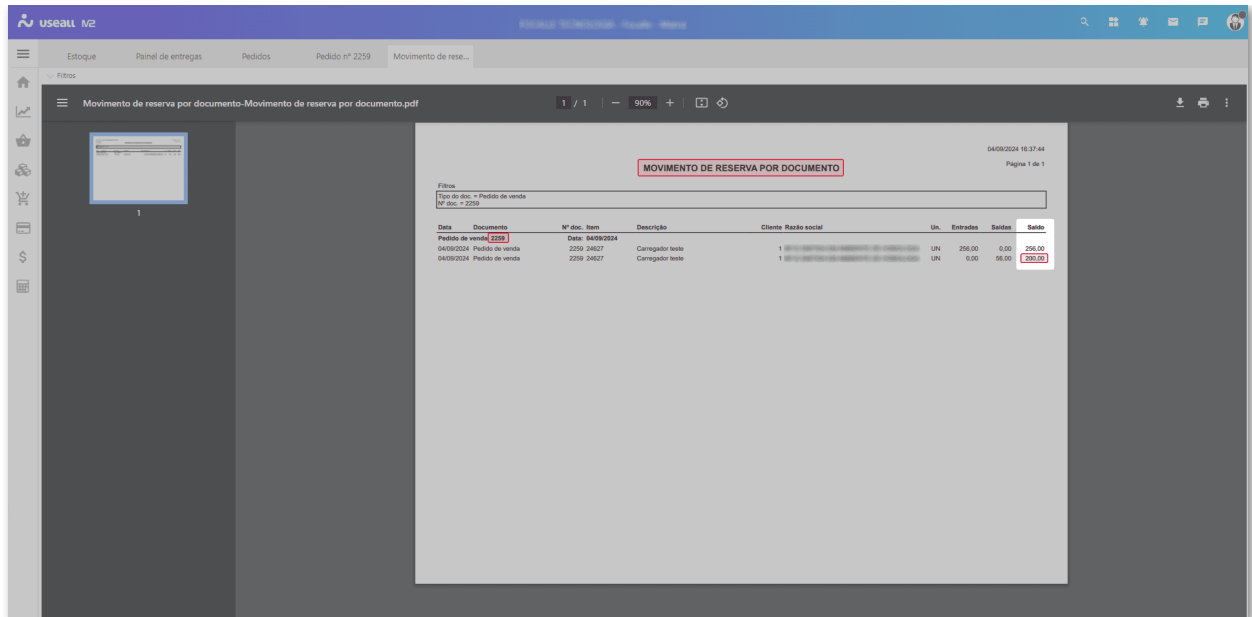 useall M2
Estoque Painel de entregas Pedidos Pedido nº 2259 Movimento de rese...
Filtros
Movimento de reserva por documento-Movimento de reserva por documento.pdf 1 / 1 — 90% +
1
04/09/2024 16:37:44
MOVIMENTO DE RESERVA POR DOCUMENTO Página 1 de 1
Filtros
Tipo do doc. = Pedido de venda
Nº doc. = 2259
Data Documento Nº doc. Item Descrição Cliente Razão social Un. Entradas Saídas Saldo
Pedido de venda 2259 Data: 04/09/2024
04/09/2024 Pedido de venda 2259 24627 Carregador teste 1 UN 256,00 0,00 256,00
04/09/2024 Pedido de venda 2259 24627 Carregador teste 1 UN 0,00 56,00 200,00